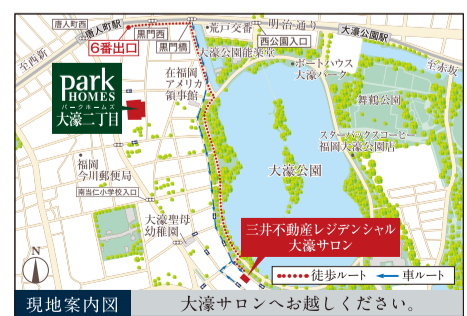 唐人町西
唐人町駅
荒戸交番
明治通り
大濠公園駅
至西新
6番出口
黒門西
黒門橋
西公園入口
大濠公園能楽堂
至赤坂
park
HOMES
パークホームズ
大濠二丁目
在福岡
アメリカ
領事館
ボートハウス
大濠パーク
舞鶴公園
スターバックスコーヒー
福岡大濠公園店
福岡
今川郵便局
大濠公園
南当仁小学校入口
大濠聖母
幼稚園
三井不動産レジデンシャル
大濠サロン
N
徒歩ルート
車ルート
現地案内図
大濠サロンへお越しください。